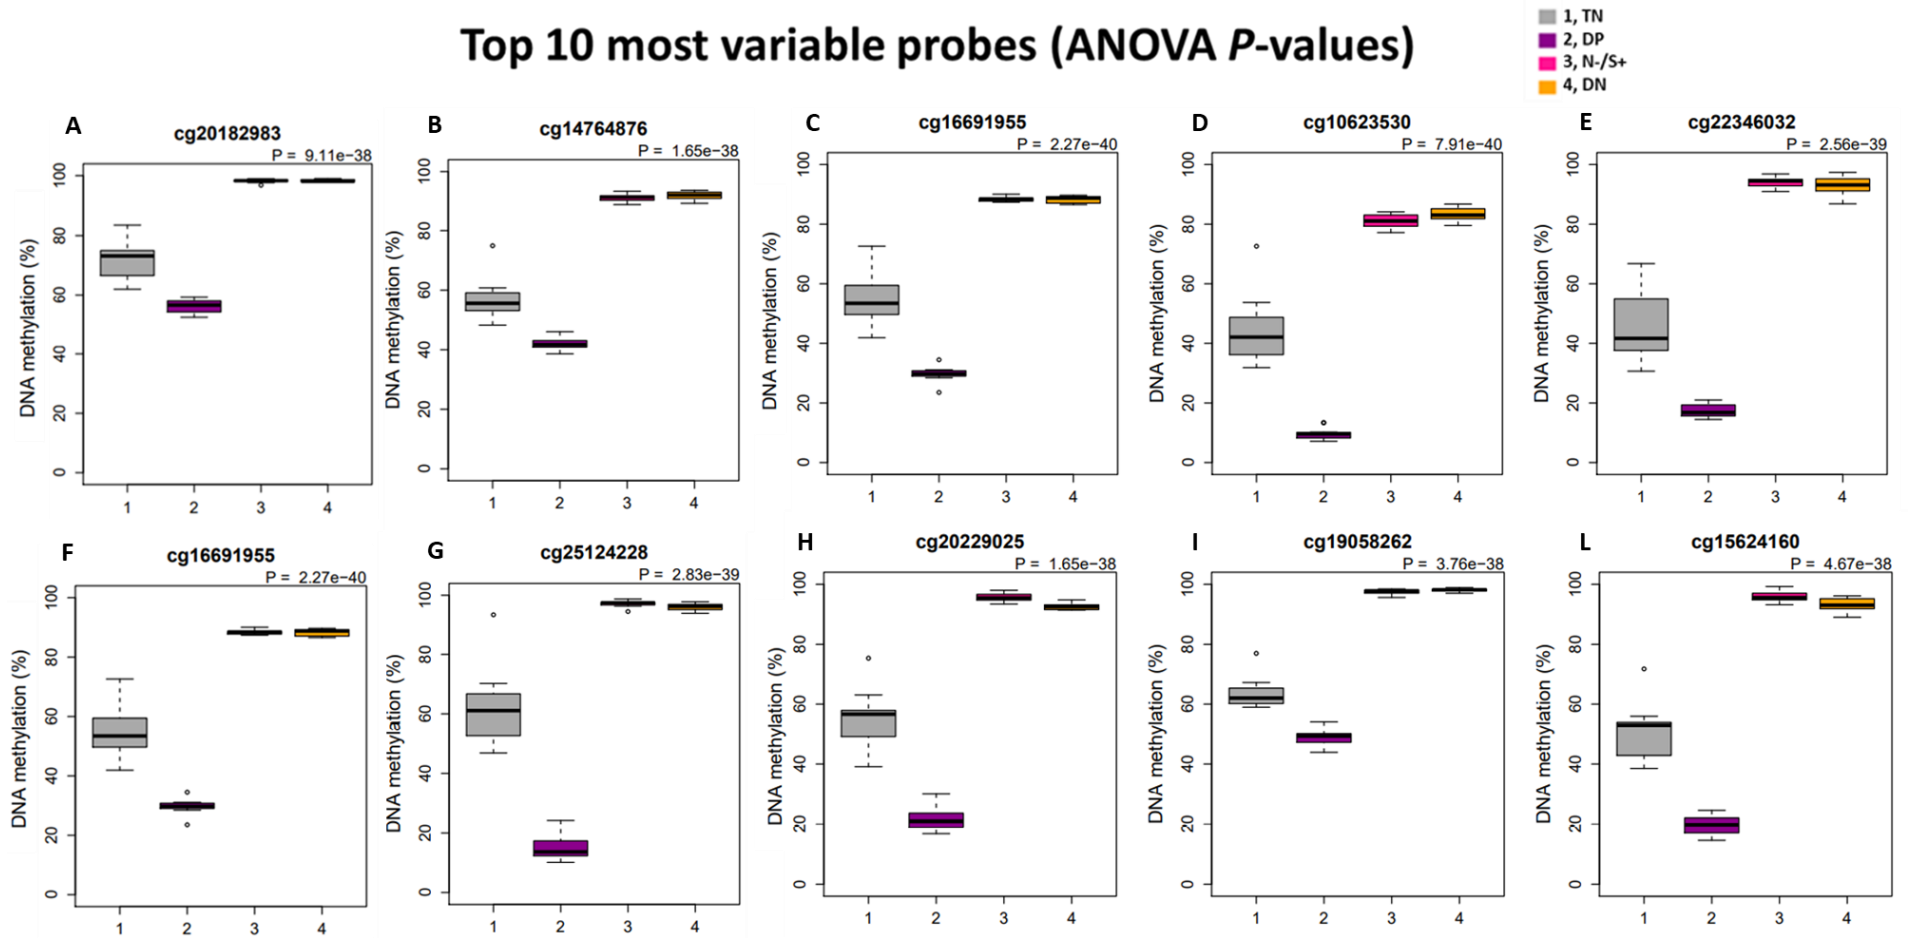 Top 10 most variable probes (ANOVA P-values)
1, TN
2, DP
3, N-/S+
4, DN
A
cg20182983
P = 9.11e−38
DNA methylation (%)
0 20 40 60 80 100
1 2 3 4
B
cg14764876
P = 1.65e−38
DNA methylation (%)
0 20 40 60 80 100
1 2 3 4
C
cg16691955
P = 2.27e−40
DNA methylation (%)
0 20 40 60 80 100
1 2 3 4
D
cg10623530
P = 7.91e−40
DNA methylation (%)
0 20 40 60 80 100
1 2 3 4
E
cg22346032
P = 2.56e−39
DNA methylation (%)
0 20 40 60 80 100
1 2 3 4
F
cg16691955
P = 2.27e−40
DNA methylation (%)
0 20 40 60 80 100
1 2 3 4
G
cg25124228
P = 2.83e−39
DNA methylation (%)
0 20 40 60 80 100
1 2 3 4
H
cg20229025
P = 1.65e−38
DNA methylation (%)
0 20 40 60 80 100
1 2 3 4
I
cg19058262
P = 3.76e−38
DNA methylation (%)
0 20 40 60 80 100
1 2 3 4
L
cg15624160
P = 4.67e−38
DNA methylation (%)
0 20 40 60 80 100
1 2 3 4